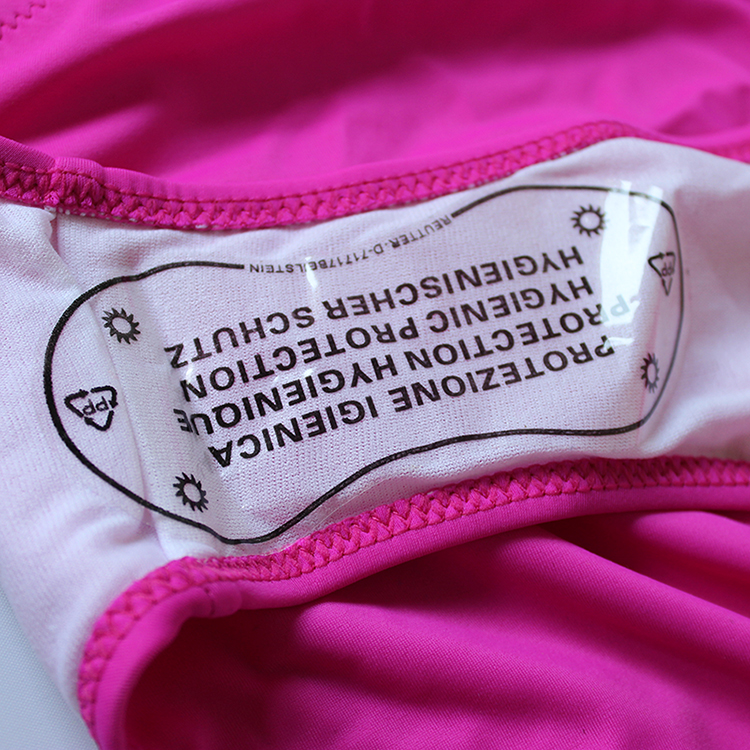 PROTEZIONE IGIENICA
PROTECTION HYGIENIQUE
HYGIENIC PROTECTION
HYGIENISCHER SCHUTZ
REUTTER. D-71717BEILSTEIN
PP
PP